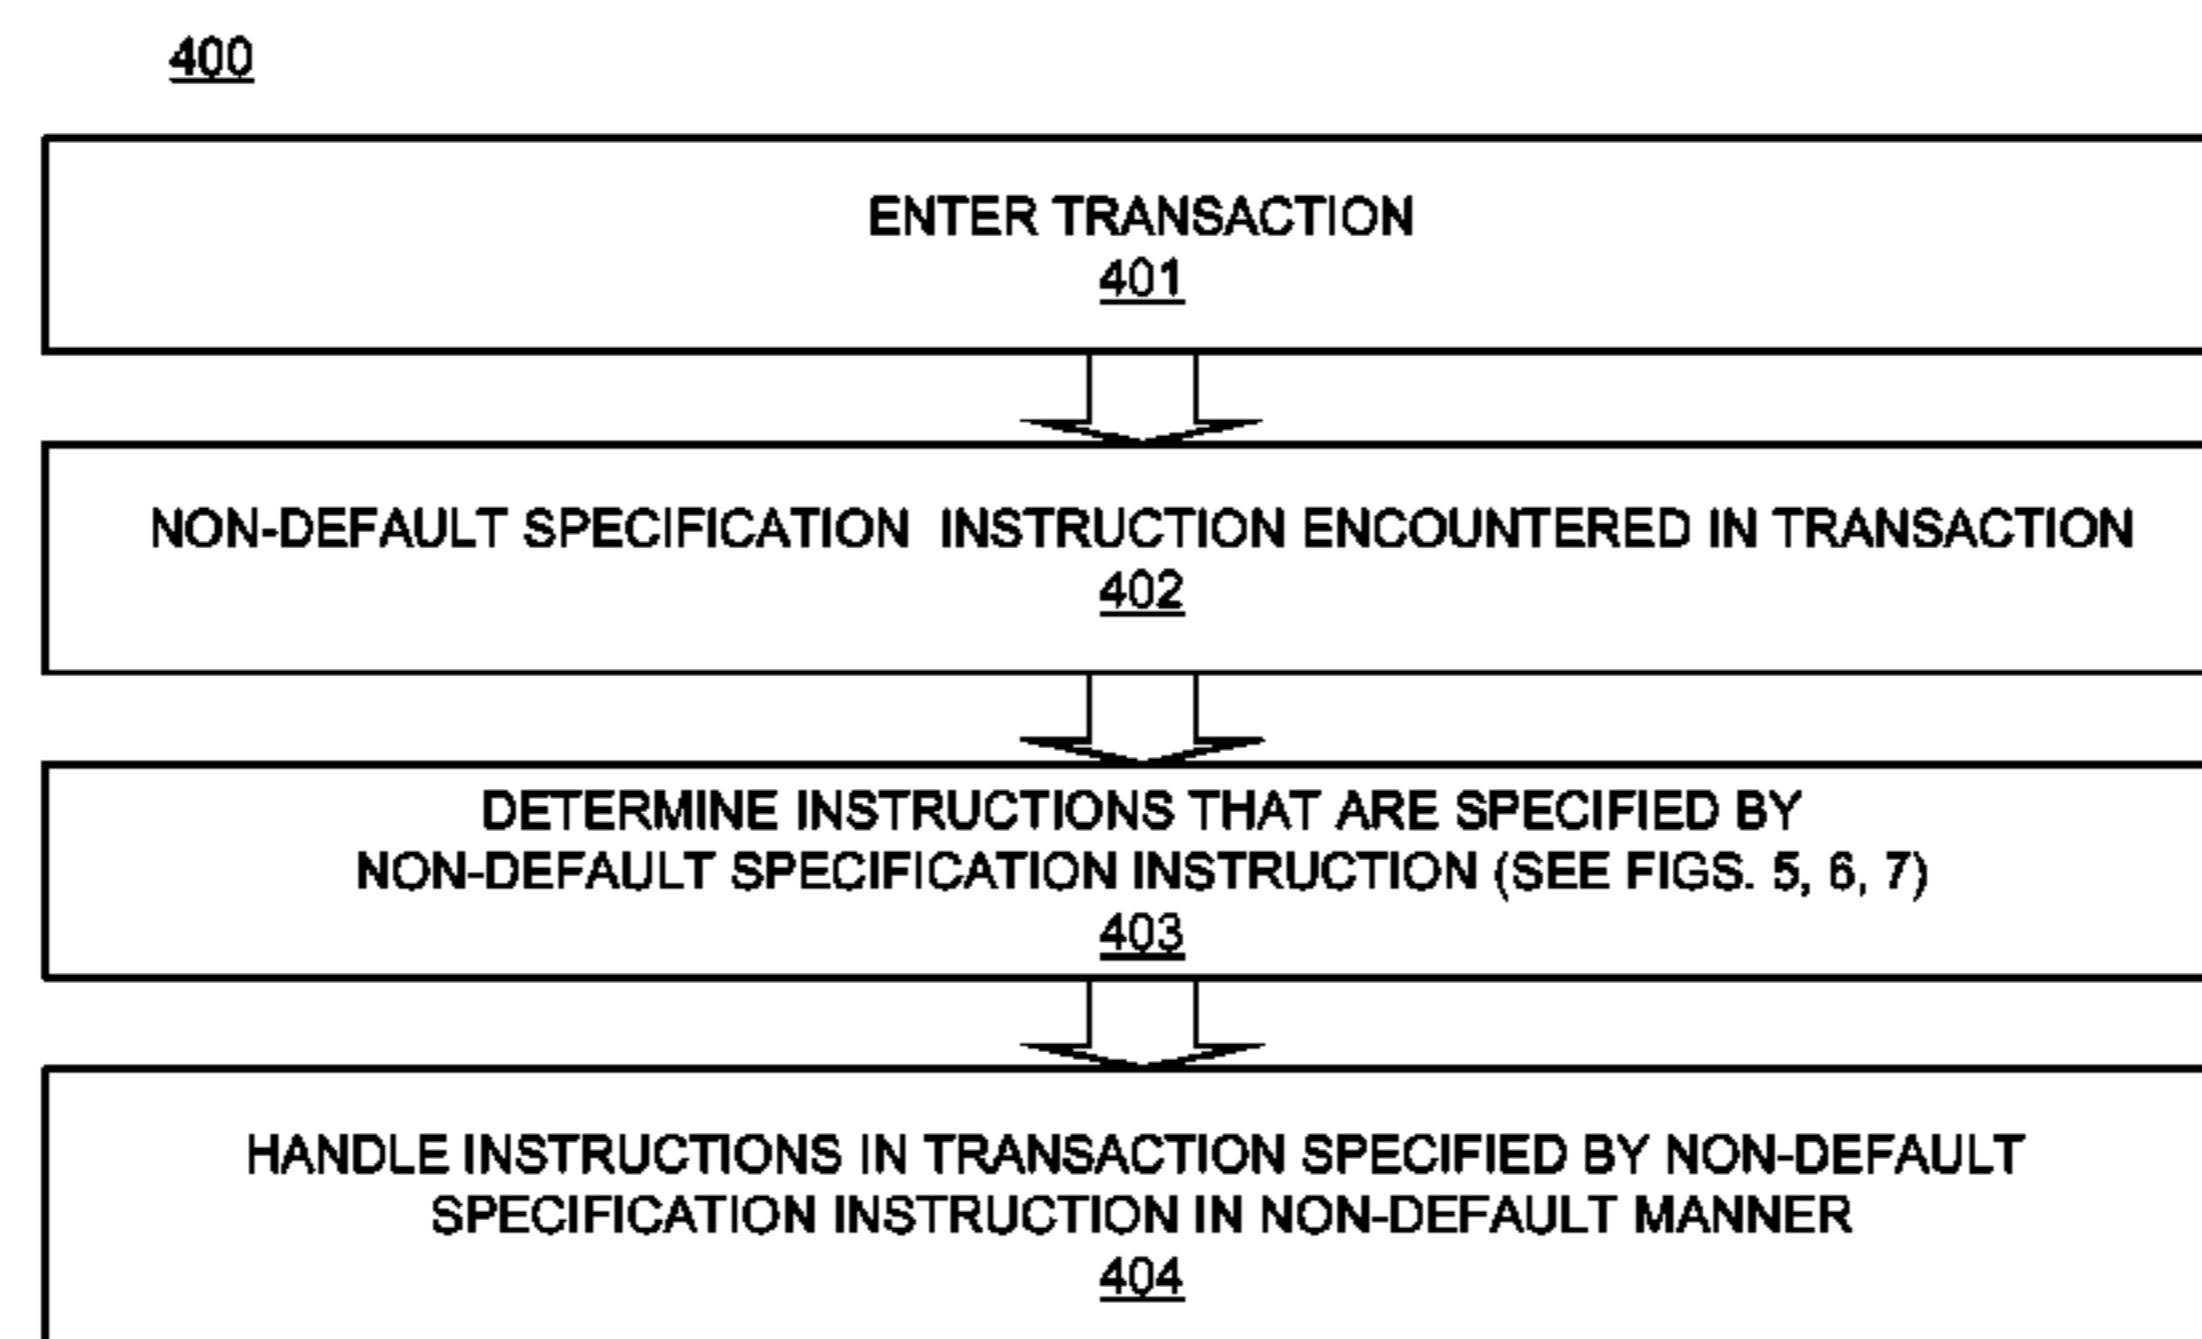 400
ENTER TRANSACTION
401
NON-DEFAULT SPECIFICATION INSTRUCTION ENCOUNTERED IN TRANSACTION
402
DETERMINE INSTRUCTIONS THAT ARE SPECIFIED BY
NON-DEFAULT SPECIFICATION INSTRUCTION (SEE FIGS. 5, 6, 7)
403
HANDLE INSTRUCTIONS IN TRANSACTION SPECIFIED BY NON-DEFAULT
SPECIFICATION INSTRUCTION IN NON-DEFAULT MANNER
404